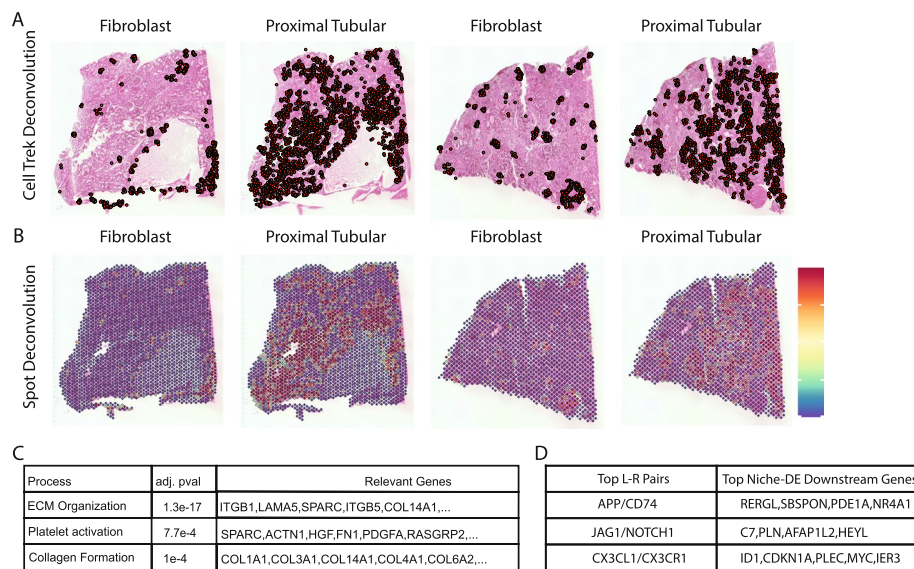 A
Fibroblast
Proximal Tubular
Fibroblast
Proximal Tubular
Cell Trek Deconvolution
B
Fibroblast
Proximal Tubular
Fibroblast
Proximal Tubular
Spot Deconvolution
C
Process adj. pval Relevant Genes
ECM Organization 1.3e-17 ITGB1,LAMA5,SPARC,ITGB5,COL14A1,...
Platelet activation 7.7e-4 SPARC,ACTN1,HGF,FN1,PDGFA,RASGRP2,...
Collagen Formation 1e-4 COL1A1,COL3A1,COL14A1,COL4A1,COL6A2,...
D
Top L-R Pairs Top Niche-DE Downstream Genes
APP/CD74 RERGL,SBSPON,PDE1A,NR4A1
JAG1/NOTCH1 C7,PLN,AFAP1L2,HEYL
CX3CL1/CX3CR1 ID1,CDKN1A,PLEC,MYC,IER3